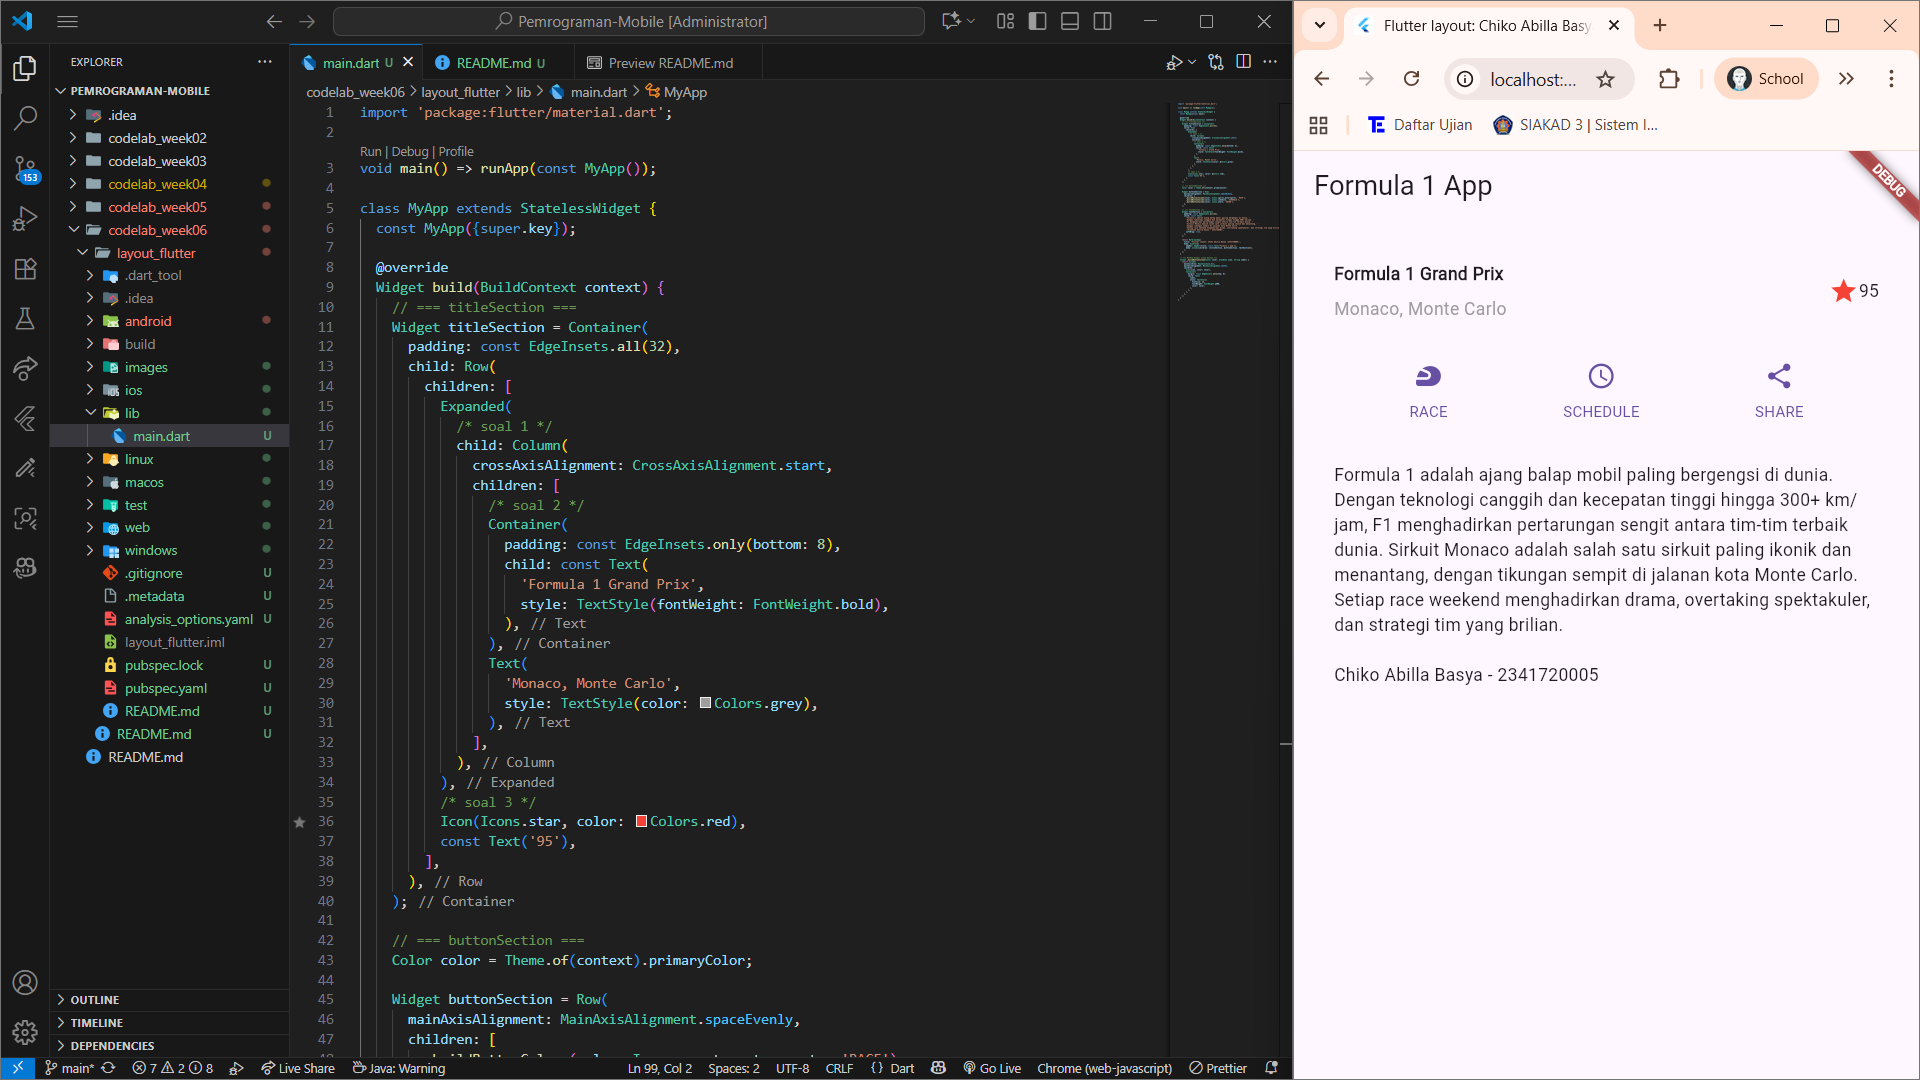 Pemrograman-Mobile [Administrator]
EXPLORER
PEMROGRAMAN-MOBILE
.idea
codelab_week02
codelab_week03
codelab_week04
codelab_week05
codelab_week06
layout_flutter
.dart_tool
.idea
android
build
images
ios
lib
main.dart U
linux
macos
test
web
windows
.gitignore U
.metadata U
analysis_options.yaml U
layout_flutter.iml
pubspec.lock U
pubspec.yaml U
README.md U
README.md U
README.md
OUTLINE
TIMELINE
DEPENDENCIES
153
main.dart U
README.md U
Preview README.md
codelab_week06 > layout_flutter > lib > main.dart > MyApp
1 import 'package:flutter/material.dart';
2
Run | Debug | Profile
3 void main() => runApp(const MyApp());
4
5 class MyApp extends StatelessWidget {
6 const MyApp({super.key});
7
8 @override
9 Widget build(BuildContext context) {
10 // === titleSection ===
11 Widget titleSection = Container(
12 padding: const EdgeInsets.all(32),
13 child: Row(
14 children: [
15 Expanded(
16 /* soal 1 */
17 child: Column(
18 crossAxisAlignment: CrossAxisAlignment.start,
19 children: [
20 /* soal 2 */
21 Container(
22 padding: const EdgeInsets.only(bottom: 8),
23 child: const Text(
24 'Formula 1 Grand Prix',
25 style: TextStyle(fontWeight: FontWeight.bold),
26 ), // Text
27 ), // Container
28 Text(
29 'Monaco, Monte Carlo',
30 style: TextStyle(color: Colors.grey),
31 ), // Text
32 ],
33 ), // Column
34 ), // Expanded
35 /* soal 3 */
36 Icon(Icons.star, color: Colors.red),
37 const Text('95'),
38 ],
39 ), // Row
40 ); // Container
41
42 // === buttonSection ===
43 Color color = Theme.of(context).primaryColor;
44
45 Widget buttonSection = Row(
46 mainAxisAlignment: MainAxisAlignment.spaceEvenly,
47 children: [
main* 7 2 8 Live Share Java: Warning Ln 99, Col 2 Spaces: 2 UTF-8 CRLF {} Dart Go Live Chrome (web-javascript) Prettier
Flutter layout: Chiko Abilla Basy
localhost:...
School
Daftar Ujian
SIAKAD 3 | Sistem I...
DEBUG
Formula 1 App
Formula 1 Grand Prix
Monaco, Monte Carlo
95
RACE SCHEDULE SHARE
Formula 1 adalah ajang balap mobil paling bergengsi di dunia.
Dengan teknologi canggih dan kecepatan tinggi hingga 300+ km/
jam, F1 menghadirkan pertarungan sengit antara tim-tim terbaik
dunia. Sirkuit Monaco adalah salah satu sirkuit paling ikonik dan
menantang, dengan tikungan sempit di jalanan kota Monte Carlo.
Setiap race weekend menghadirkan drama, overtaking spektakuler,
dan strategi tim yang brilian.
Chiko Abilla Basya - 2341720005